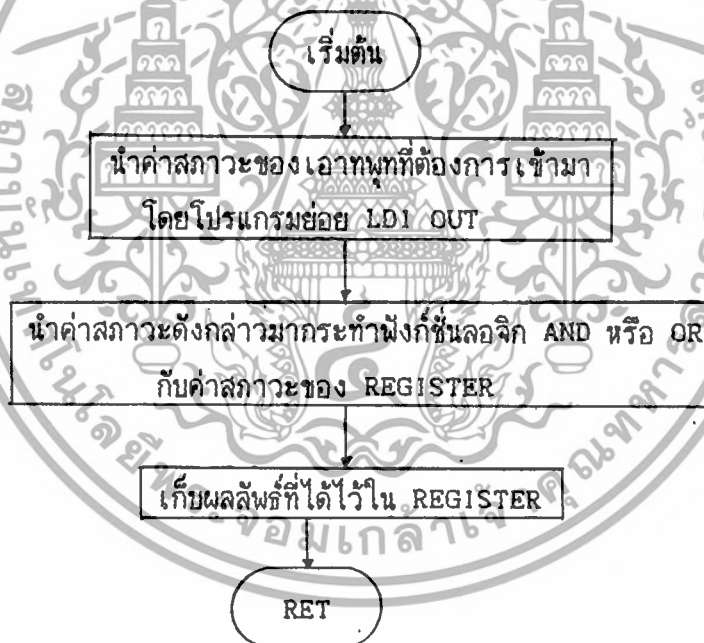 เริ่มต้น
นำค่าสภาวะของเอาทพุทที่ต้องการเข้ามา
โดยโปรแกรมย่อย LD1 OUT
นำค่าสภาวะดังกล่าวมากระทำฟังก์ชั่นลอจิก AND หรือ OR
กับค่าสภาวะของ REGISTER
เก็บผลลัพธ์ที่ได้ไว้ใน REGISTER
RET